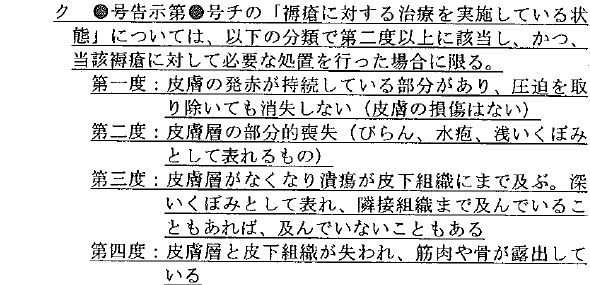 ク　●号告示第●号チの「褥瘡に対する治療を実施している状
態」については、以下の分類で第二度以上に該当し、かつ、
当該褥瘡に対して必要な処置を行った場合に限る。
第一度：皮膚の発赤が持続している部分があり、圧迫を取
り除いても消失しない（皮膚の損傷はない）
第二度：皮膚層の部分的喪失（びらん、水疱、浅いくぼみ
として表れるもの）
第三度：皮膚層がなくなり潰瘍が皮下組織にまで及ぶ。深
いくぼみとして表れ、隣接組織まで及んでいるこ
ともあれば、及んでいないこともある
第四度：皮膚層と皮下組織が失われ、筋肉や骨が露出して
いる